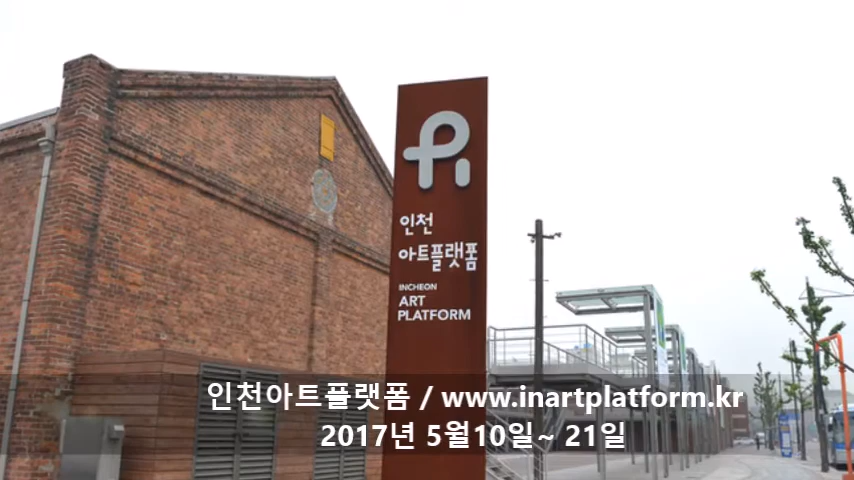 인천
아트플랫폼
INCHEON
ART
PLATFORM
인천아트플랫폼 / www.inartplatform.kr
2017년 5월10일~ 21일